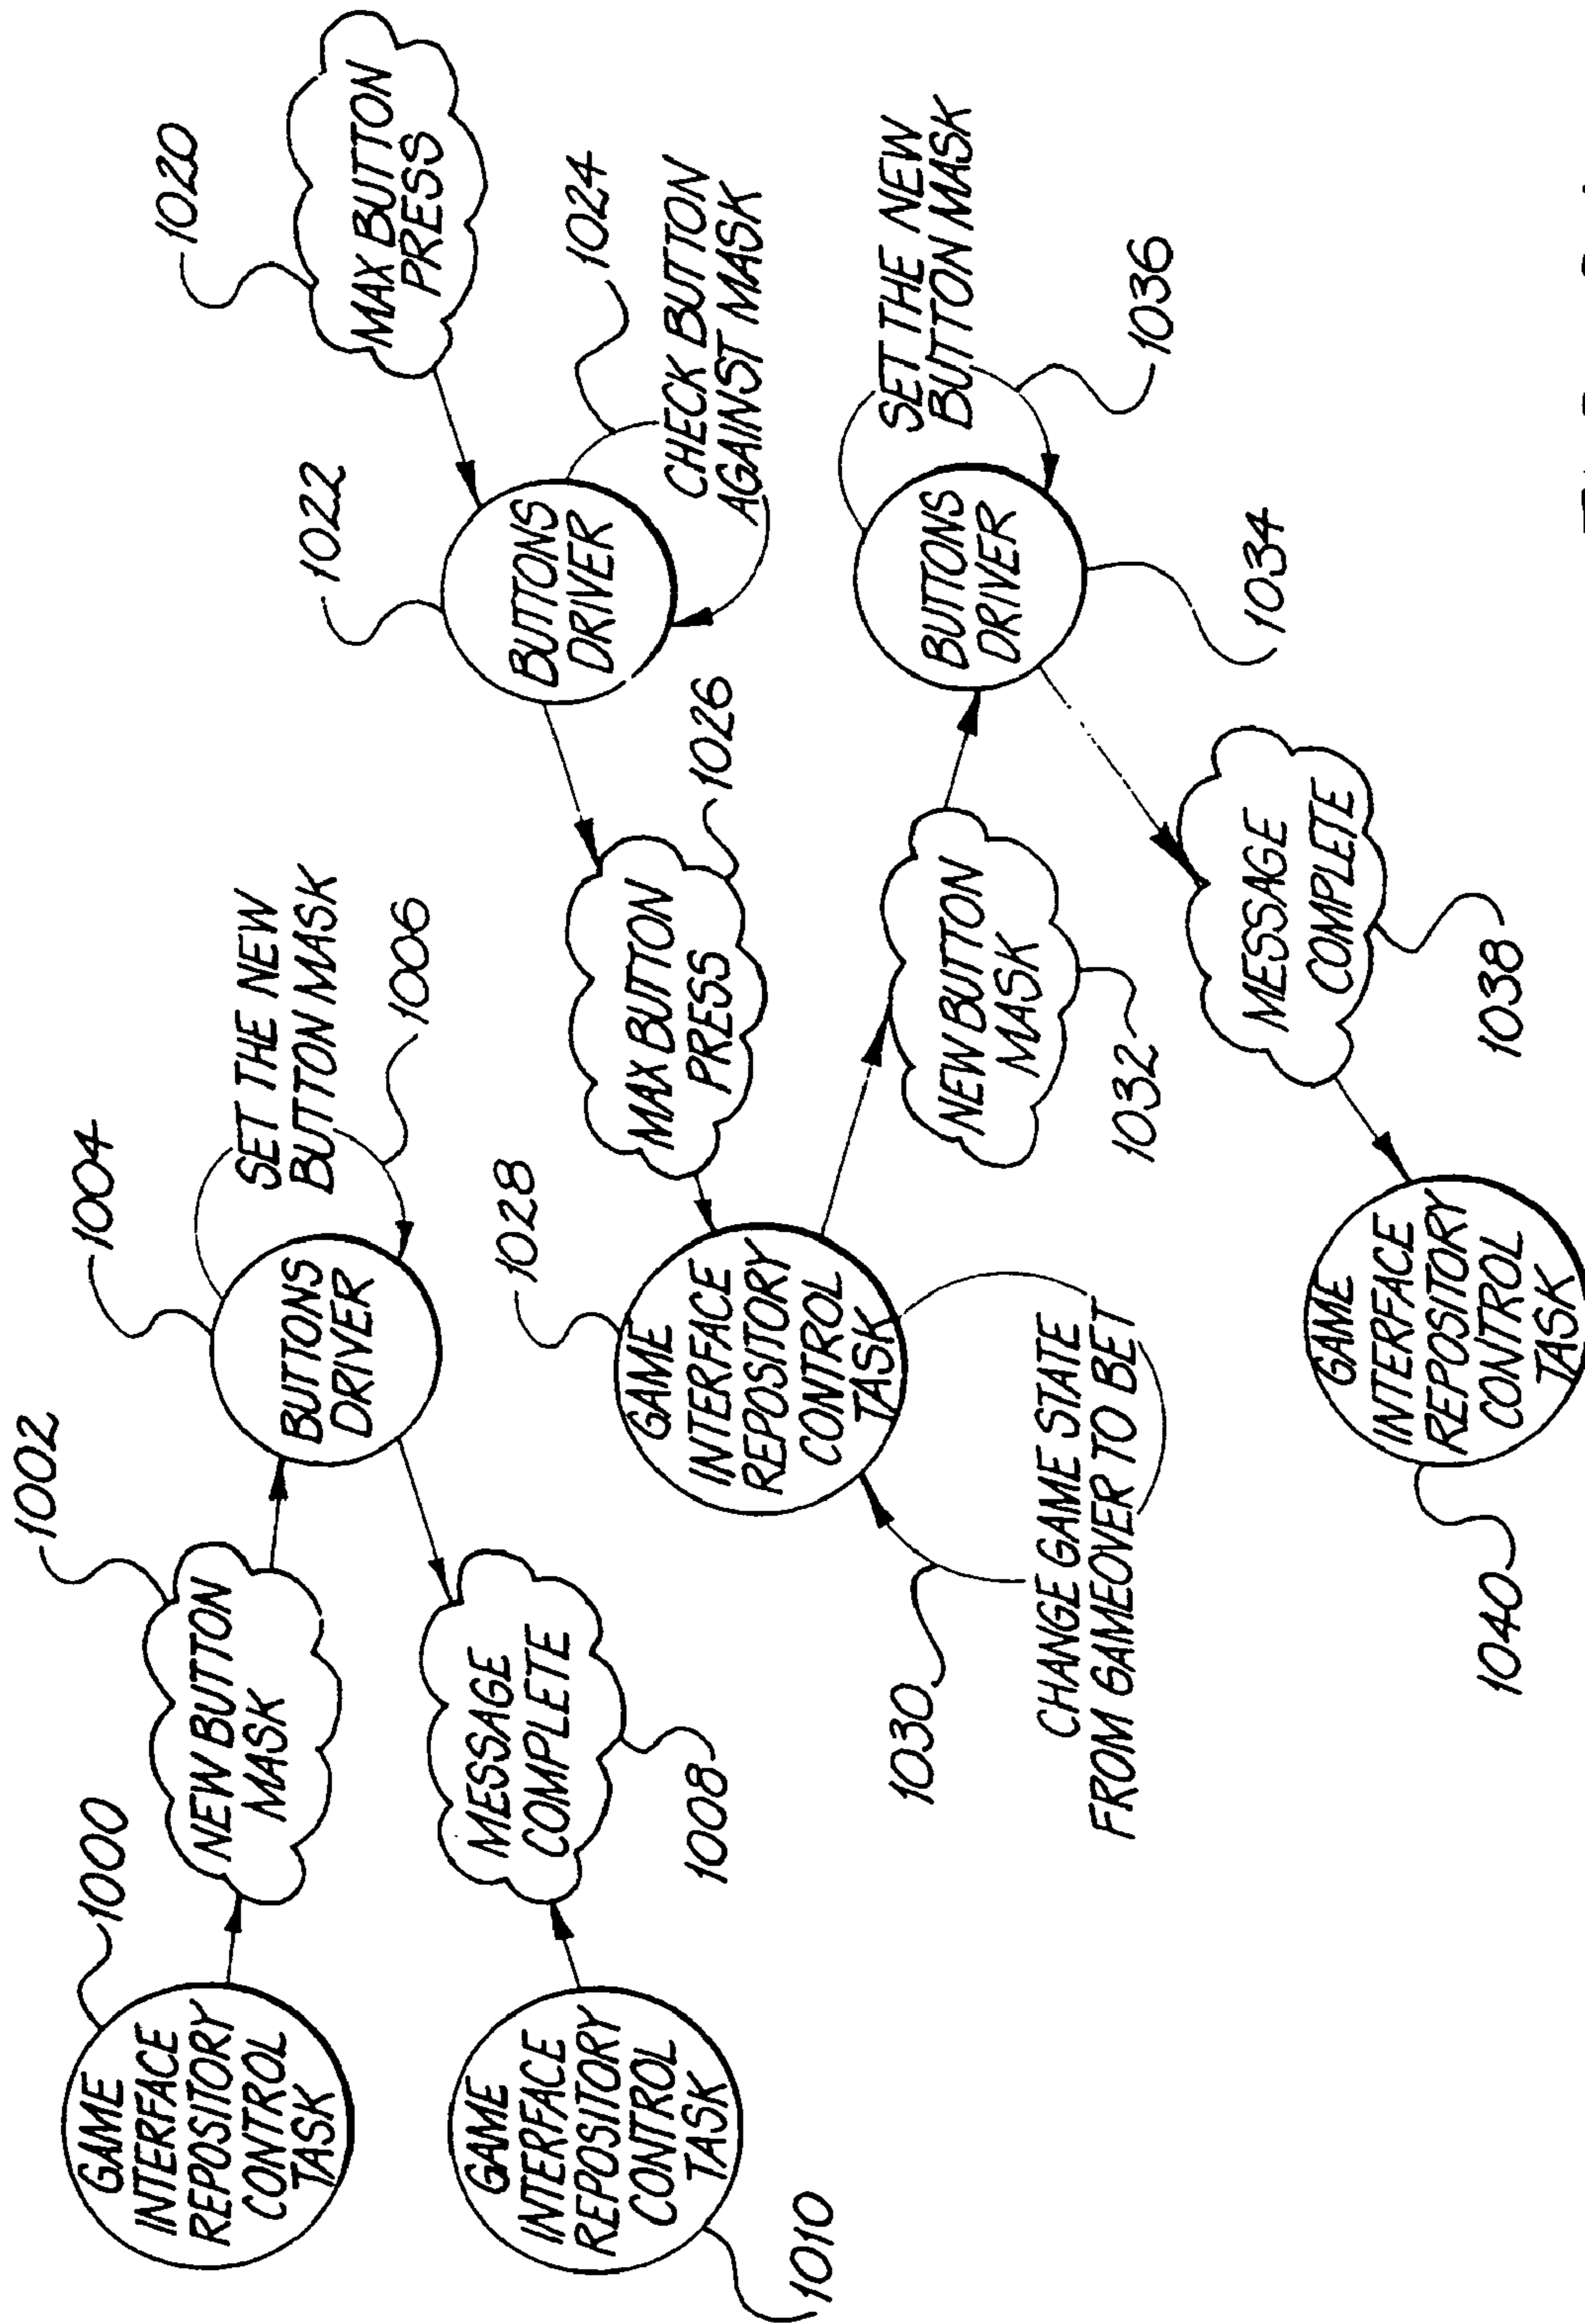 1000
GAME
INTERFACE
REPOSITORY
CONTROL
TASK
1002
NEW BUTTON
MASK
1004
BUTTONS
DRIVER
SET THE NEW
BUTTON MASK
1006
MESSAGE
COMPLETE
1008
GAME
INTERFACE
REPOSITORY
CONTROL
TASK
1010
1020
MAX BUTTON
PRESS
1022
BUTTONS
DRIVER
1024
CHECK BUTTON
AGAINST MASK
1026
MAX BUTTON
PRESS
1028
GAME
INTERFACE
REPOSITORY
CONTROL
TASK
1030
CHANGE GAME STATE
FROM GAMEOVER TO BET
NEW BUTTON
MASK
1032
BUTTONS
DRIVER
1034
SET THE NEW
BUTTON MASK
1036
MESSAGE
COMPLETE
1038
GAME
INTERFACE
REPOSITORY
CONTROL
TASK
1040